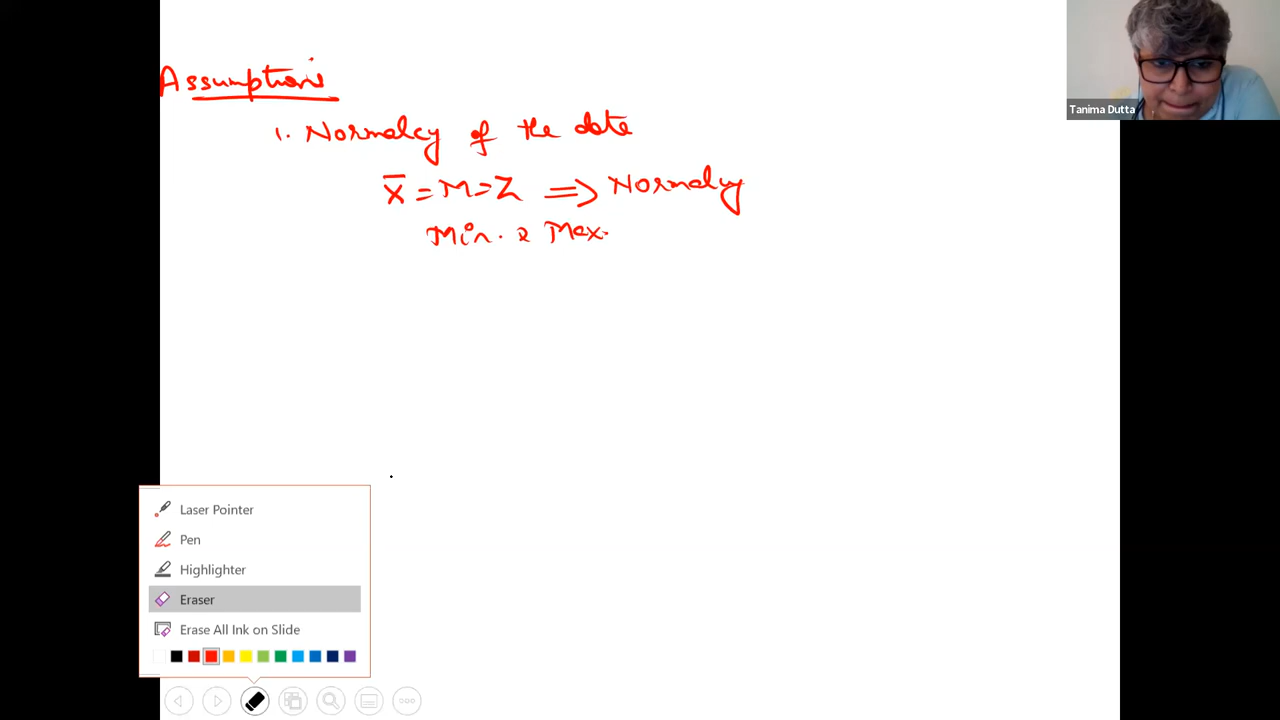 Assumptions
1. Normalcy of the data
X̄ = M = Z ⇒ Normalcy
Min. & Max.
Tanima Dutta
Laser Pointer
Pen
Highlighter
Eraser
Erase All Ink on Slide